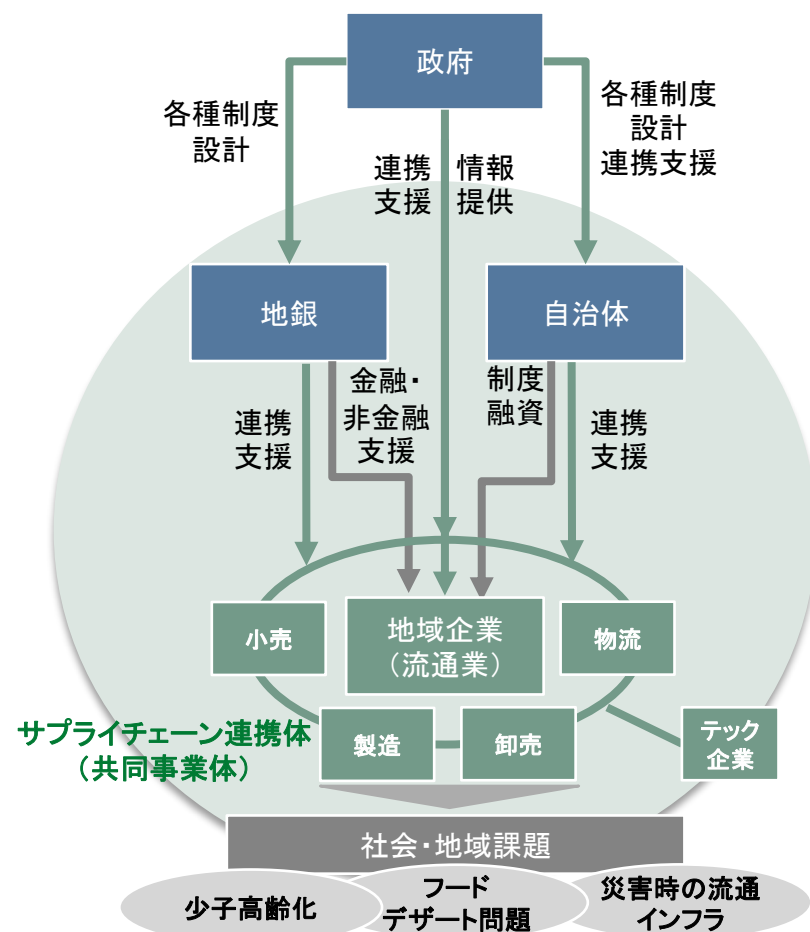 政府
各種制度
設計
連携
支援
情報
提供
各種制度
設計
連携支援
地銀
自治体
連携
支援
金融・
非金融
支援
制度
融資
連携
支援
小売
地域企業
（流通業）
物流
サプライチェーン連携体
（共同事業体）
製造
卸売
テック
企業
社会・地域課題
少子高齢化
フード
デザート問題
災害時の流通
インフラ